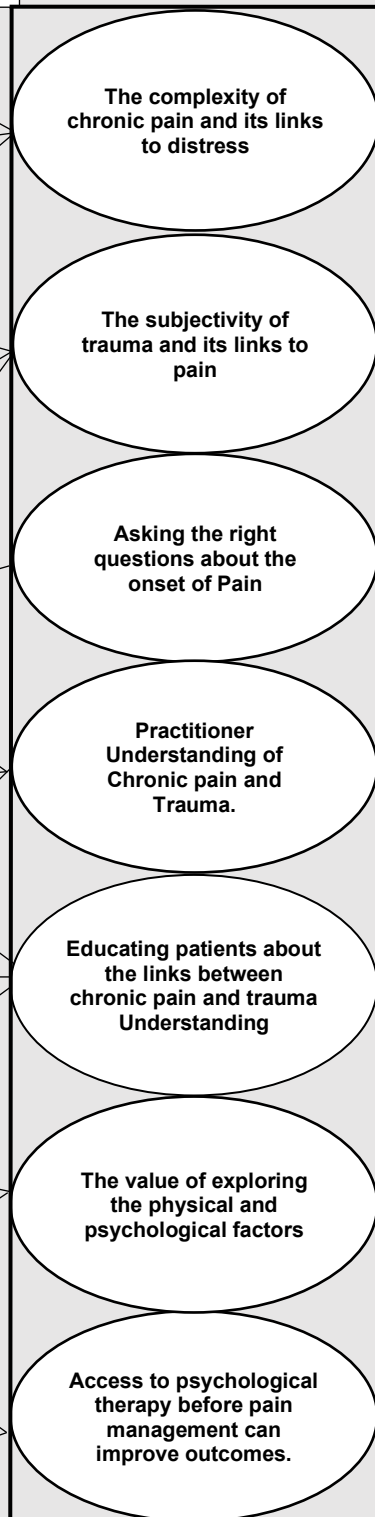 The complexity of
chronic pain and its links
to distress
The subjectivity of
trauma and its links to
pain
Asking the right
questions about the
onset of Pain
Practitioner
Understanding of
Chronic pain and
Trauma.
Educating patients about
the links between
chronic pain and trauma
Understanding
The value of exploring
the physical and
psychological factors
Access to psychological
therapy before pain
management can
improve outcomes.